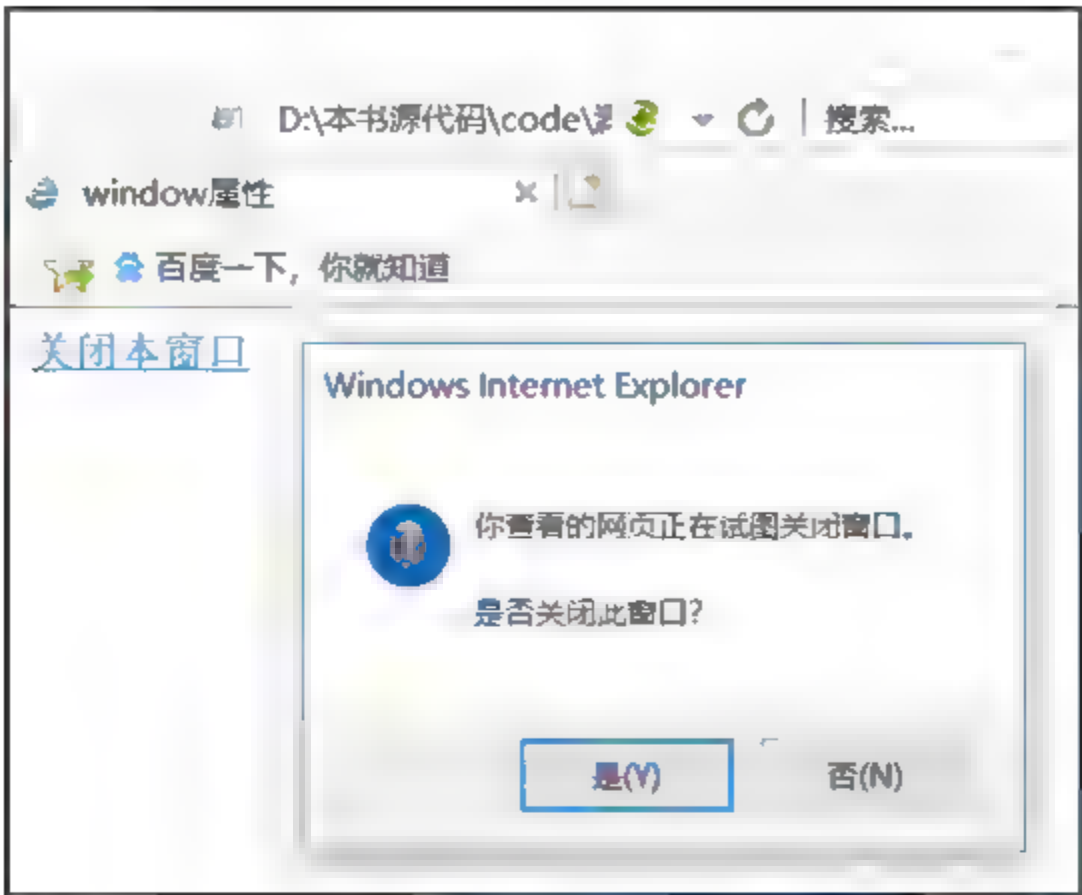 D:\本书源代码\code\ 搜索...
window属性
百度一下，你就知道
关闭本窗口
Windows Internet Explorer
你查看的网页正在试图关闭窗口。
是否关闭此窗口?
是(Y) 否(N)